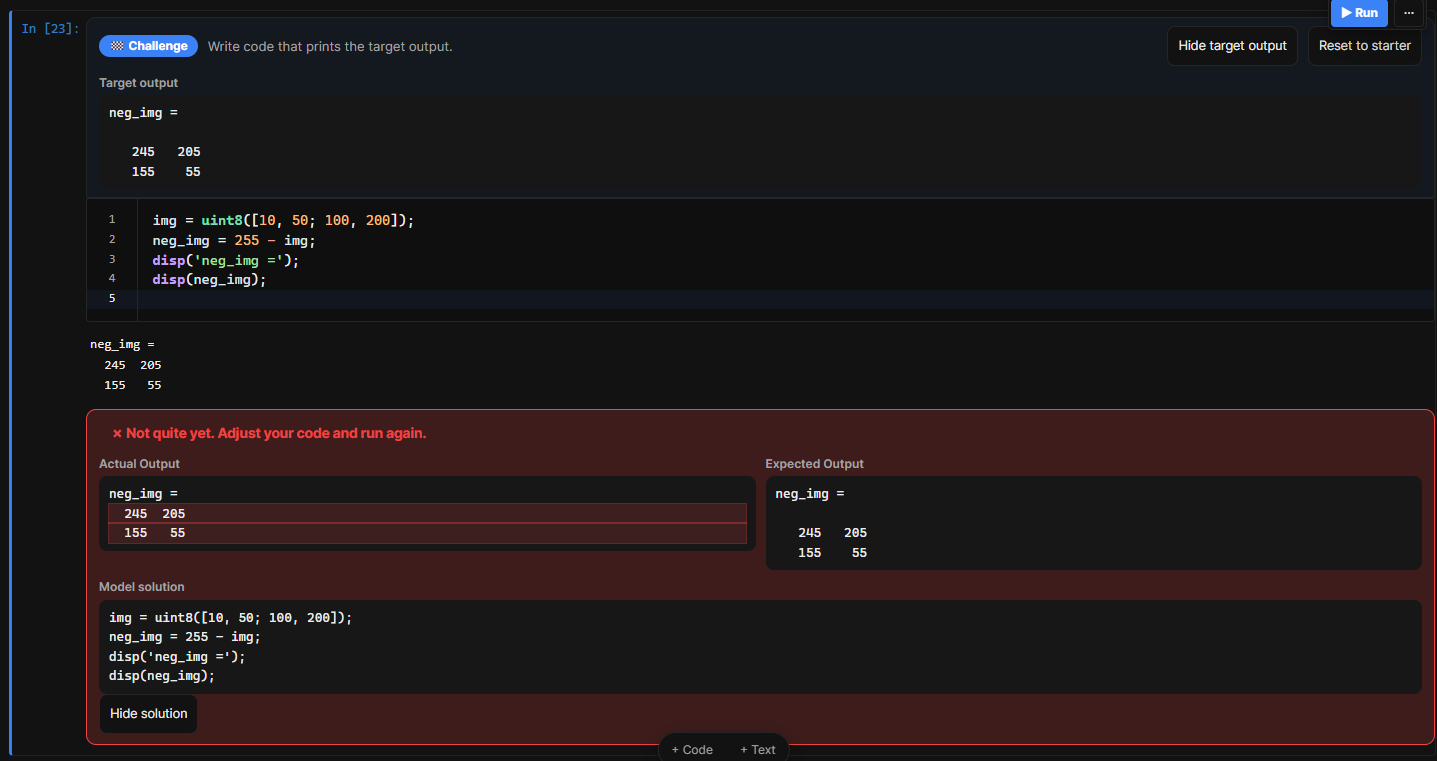 In [23]:
▶ Run
···
🏁 Challenge Write code that prints the target output.
Hide target output
Reset to starter
Target output
neg_img =
   245   205
   155    55
1 img = uint8([10, 50; 100, 200]);
2 neg_img = 255 - img;
3 disp('neg_img =');
4 disp(neg_img);
5
neg_img =
  245  205
  155   55
× Not quite yet. Adjust your code and run again.
Actual Output
neg_img =
  245  205
  155   55
Expected Output
neg_img =
   245   205
   155    55
Model solution
img = uint8([10, 50; 100, 200]);
neg_img = 255 - img;
disp('neg_img =');
disp(neg_img);
Hide solution
+ Code
+ Text